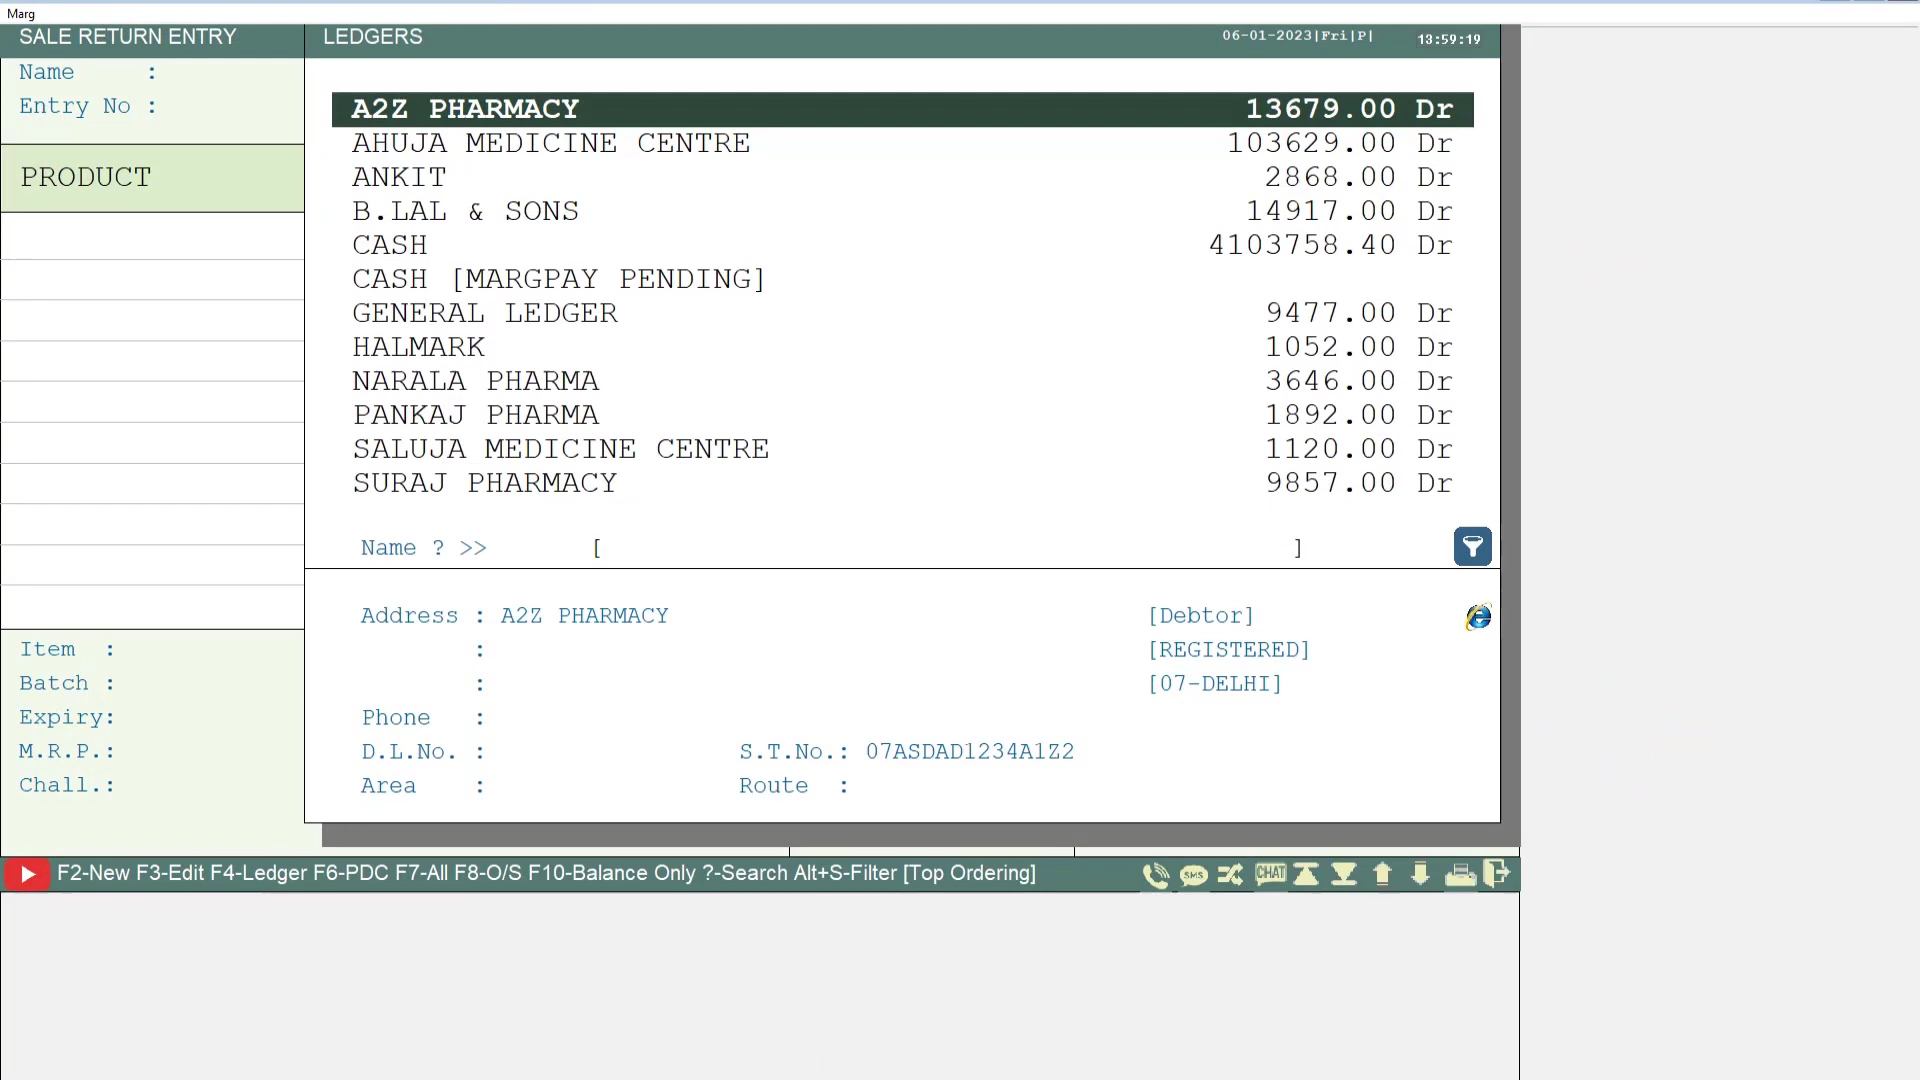 Marg
SALE RETURN ENTRY
Name :
Entry No :
PRODUCT
Item :
Batch :
Expiry:
M.R.P.:
Chall.:
LEDGERS 06-01-2023|Fri|P| 13:59:19
A2Z PHARMACY 13679.00 Dr
AHUJA MEDICINE CENTRE 103629.00 Dr
ANKIT 2868.00 Dr
B.LAL & SONS 14917.00 Dr
CASH 4103758.40 Dr
CASH [MARGPAY PENDING]
GENERAL LEDGER 9477.00 Dr
HALMARK 1052.00 Dr
NARALA PHARMA 3646.00 Dr
PANKAJ PHARMA 1892.00 Dr
SALUJA MEDICINE CENTRE 1120.00 Dr
SURAJ PHARMACY 9857.00 Dr
Name ? >> [ ]
Address : A2Z PHARMACY [Debtor]
: [REGISTERED]
: [07-DELHI]
Phone :
D.L.No. : S.T.No.: 07ASDAD1234A1Z2
Area : Route :
F2-New F3-Edit F4-Ledger F6-PDC F7-All F8-O/S F10-Balance Only ?-Search Alt+S-Filter [Top Ordering] SMS CHAT